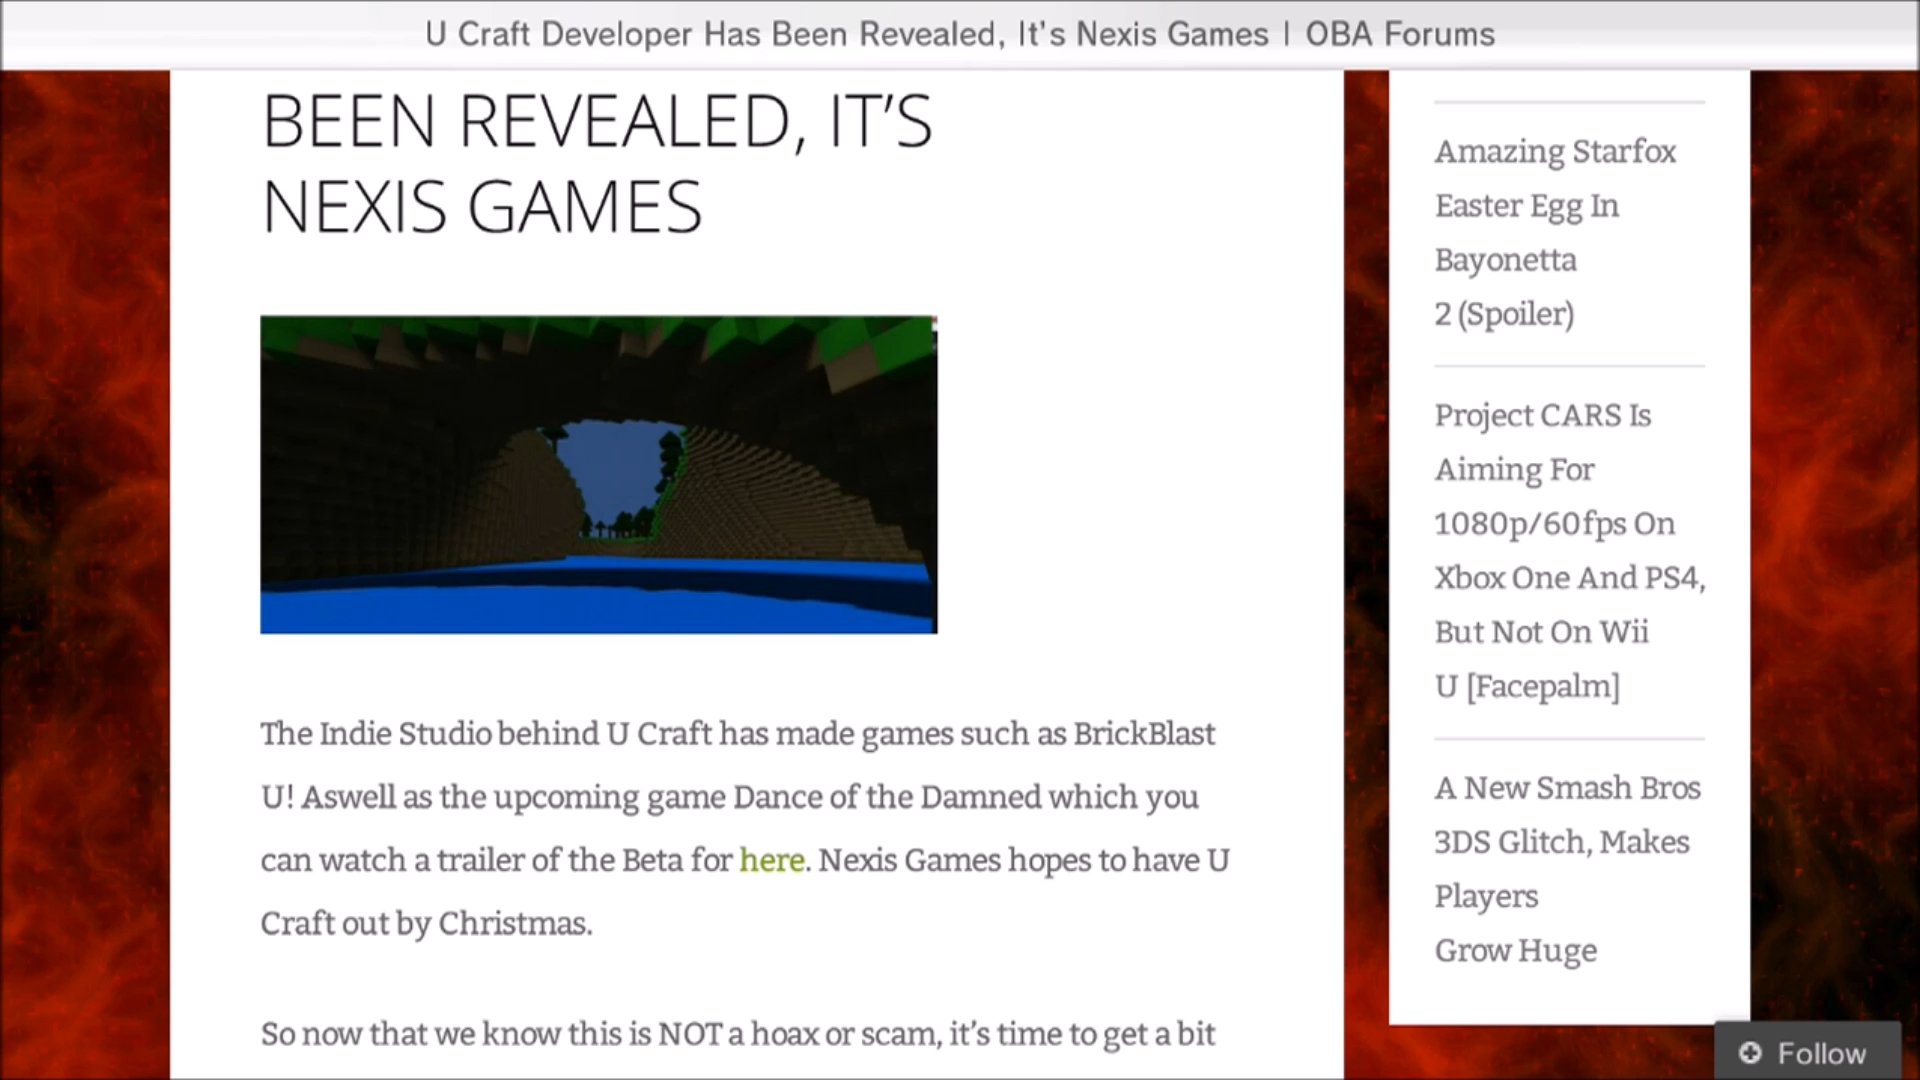 U Craft Developer Has Been Revealed, It's Nexis Games | OBA Forums
BEEN REVEALED, IT’S
NEXIS GAMES
The Indie Studio behind U Craft has made games such as BrickBlast
U! Aswell as the upcoming game Dance of the Damned which you
can watch a trailer of the Beta for here. Nexis Games hopes to have U
Craft out by Christmas.
So now that we know this is NOT a hoax or scam, it’s time to get a bit
Amazing Starfox
Easter Egg In
Bayonetta
2 (Spoiler)
Project CARS Is
Aiming For
1080p/60fps On
Xbox One And PS4,
But Not On Wii
U [Facepalm]
A New Smash Bros
3DS Glitch, Makes
Players
Grow Huge
Follow